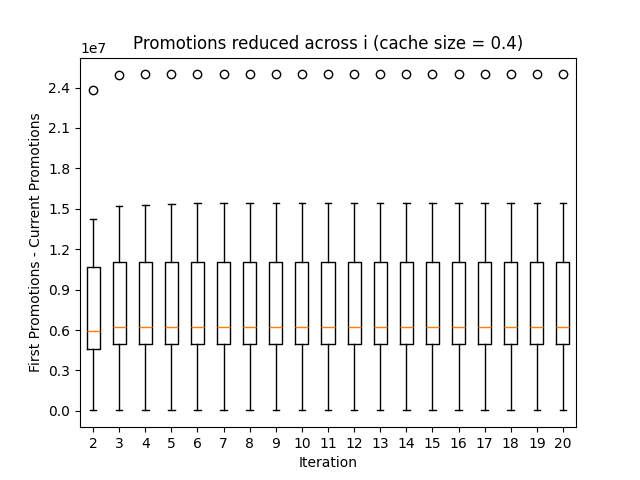 Promotions reduced across i (cache size = 0.4)
1e7
2.4
2.1
1.8
1.5
1.2
0.9
0.6
0.3
0.0
First Promotions - Current Promotions
2 3 4 5 6 7 8 9 10 11 12 13 14 15 16 17 18 19 20
Iteration